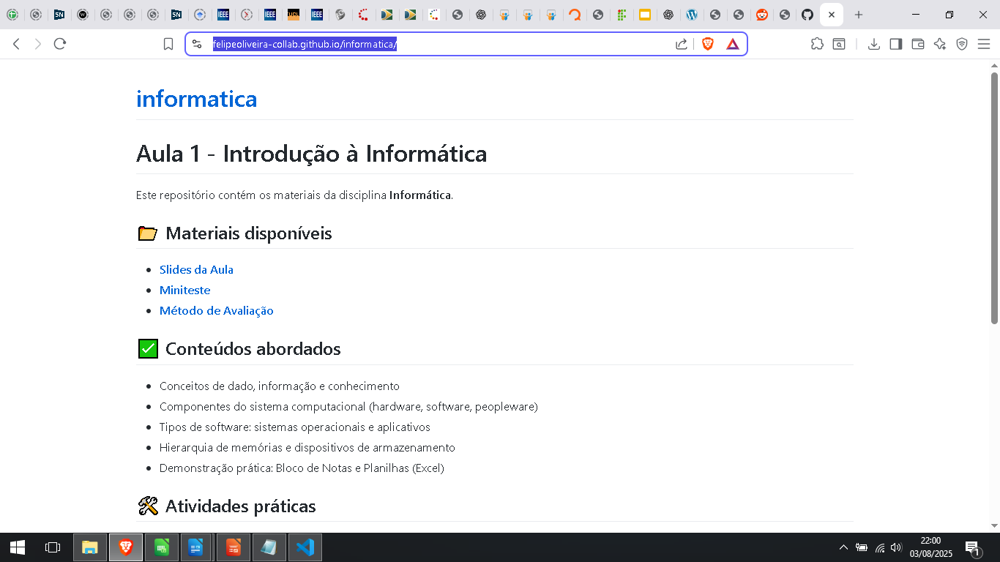 SN
W
IEEE
IEEE
UCL
IEEE
SN
felipeoliveira-collab.github.io/informatica/
informatica
Aula 1 - Introdução à Informática
Este repositório contém os materiais da disciplina Informática.
Materiais disponíveis
Slides da Aula
Miniteste
Método de Avaliação
Conteúdos abordados
Conceitos de dado, informação e conhecimento
Componentes do sistema computacional (hardware, software, peopleware)
Tipos de software: sistemas operacionais e aplicativos
Hierarquia de memórias e dispositivos de armazenamento
Demonstração prática: Bloco de Notas e Planilhas (Excel)
Atividades práticas
22:00
03/08/2025
1